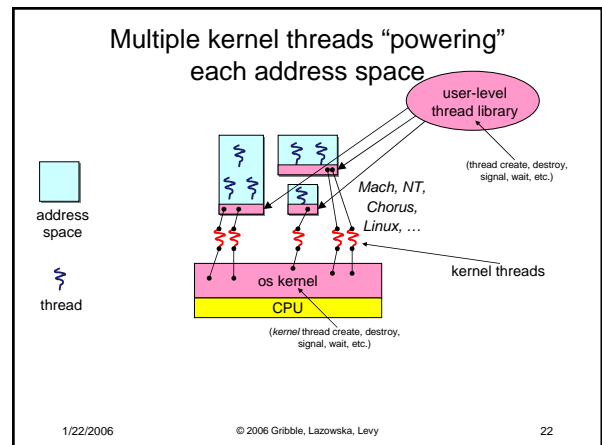 Multiple kernel threads “powering”
each address space
user-level
thread library
(thread create, destroy,
signal, wait, etc.)
Mach, NT,
Chorus,
Linux, …
address
space
thread
kernel threads
os kernel
CPU
(kernel thread create, destroy,
signal, wait, etc.)
1/22/2006
© 2006 Gribble, Lazowska, Levy
22